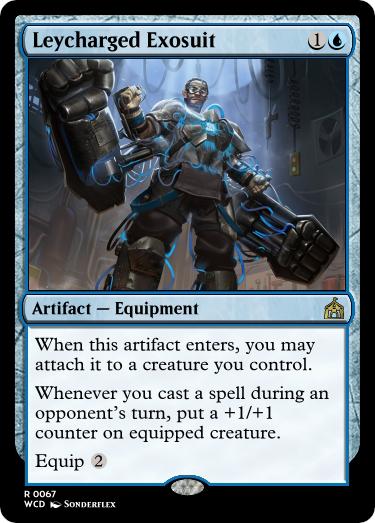 Leycharged Exosuit 1
Artifact — Equipment
When this artifact enters, you may
attach it to a creature you control.
Whenever you cast a spell during an
opponent's turn, put a +1/+1
counter on equipped creature.
Equip 2
R 0067
WCD Sonderflex